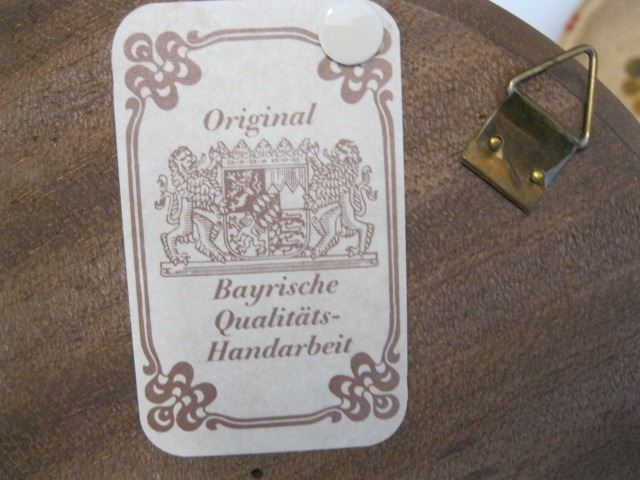 Original
Bayrische
Qualitäts-
Handarbeit